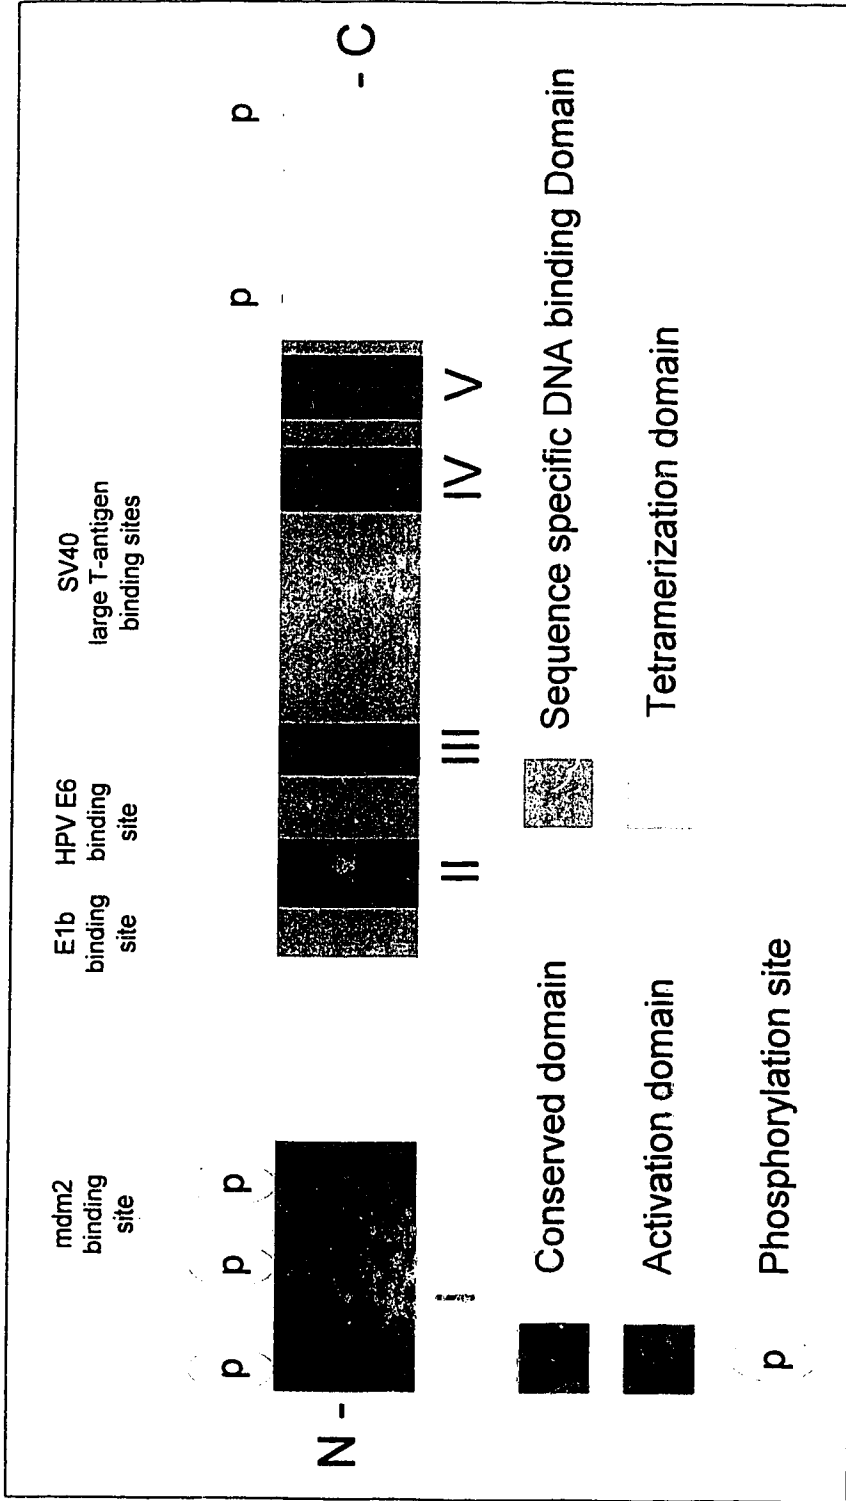 mdm2
binding
site
E1b
binding
site
HPV E6
binding
site
SV40
large T-antigen
binding sites
p
p
p
p
p
N -
- C
I
II
III
IV
V
Conserved domain
Sequence specific DNA binding Domain
Activation domain
Tetramerization domain
p
Phosphorylation site